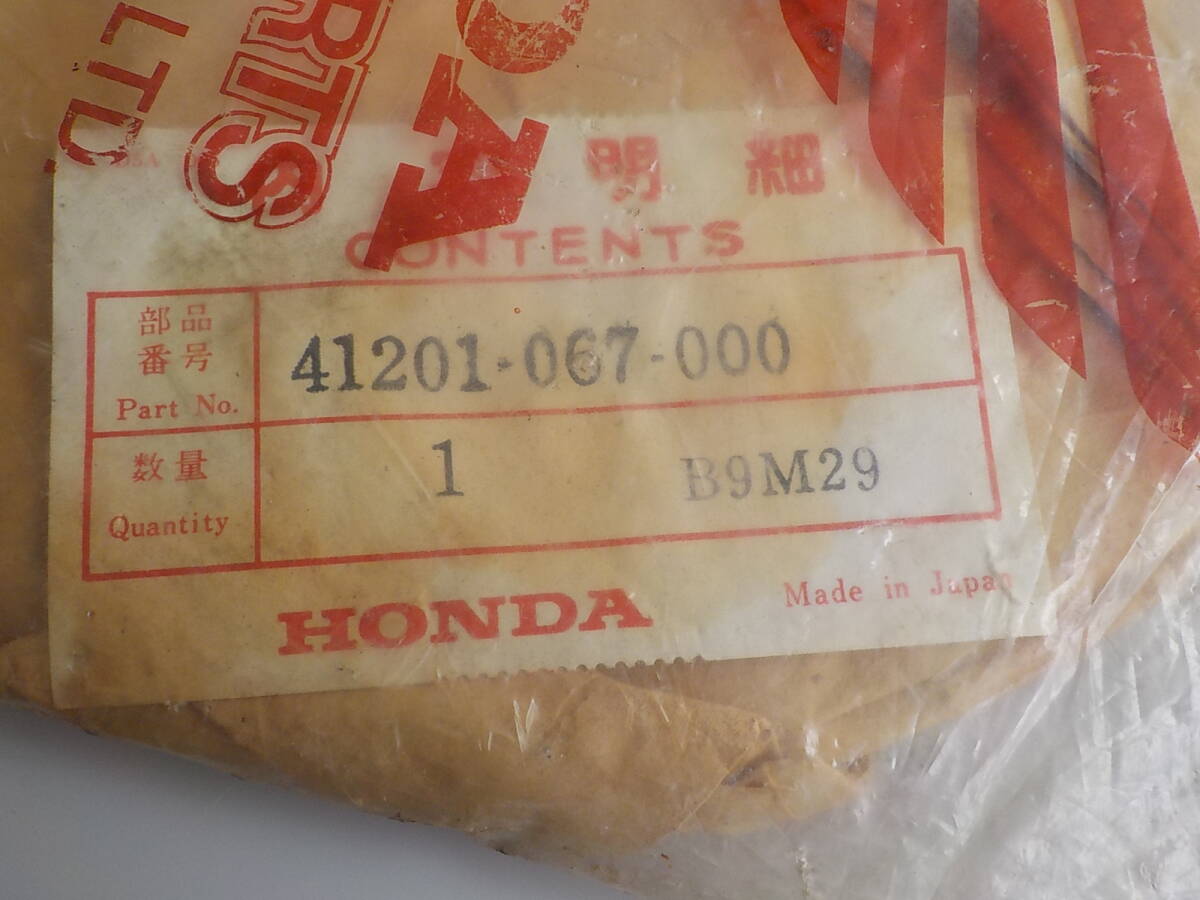 LTD.
RTS
A
明細
CONTENTS
部品
番号
Part No.
41201-067-000
数量
Quantity
1
B9M29
HONDA
Made in Japan